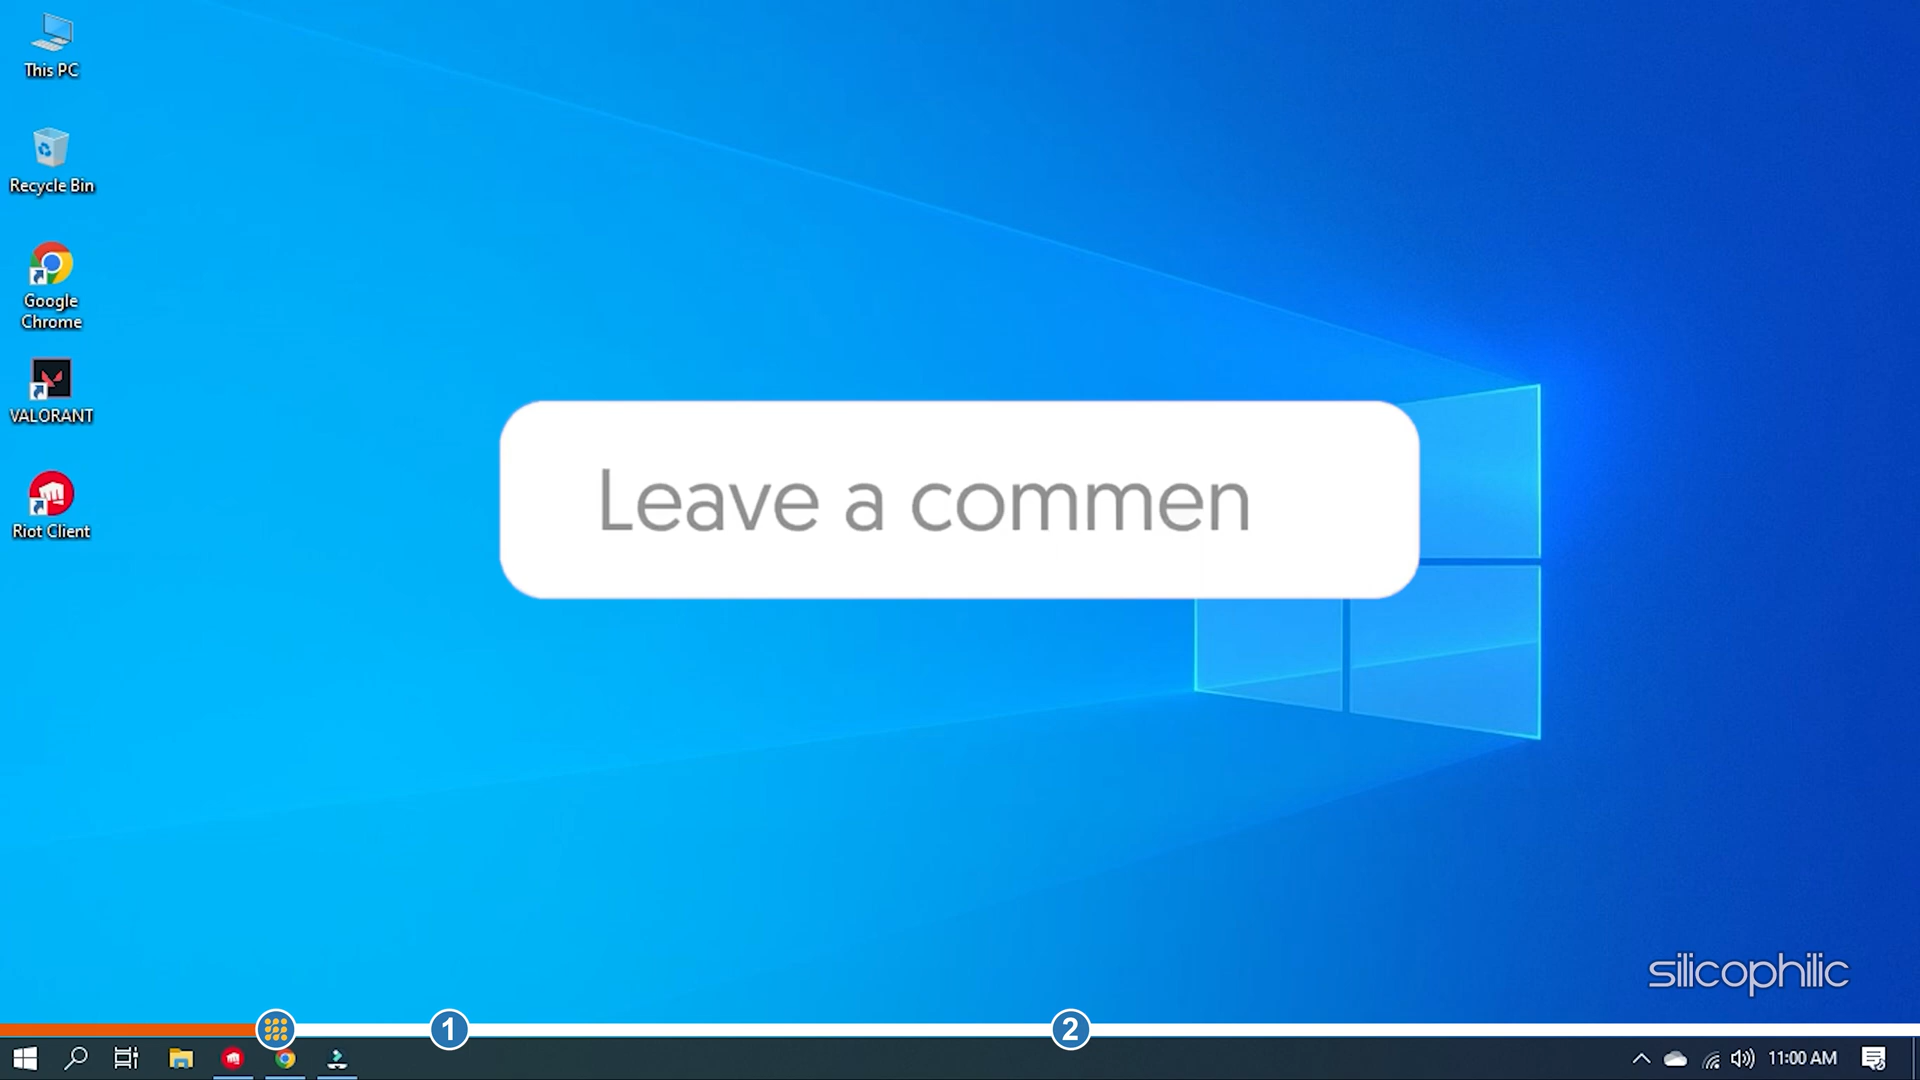 This PC
Recycle Bin
Google
Chrome
VALORANT
Riot Client
Leave a commen
silicophilic
1
2
11:00 AM